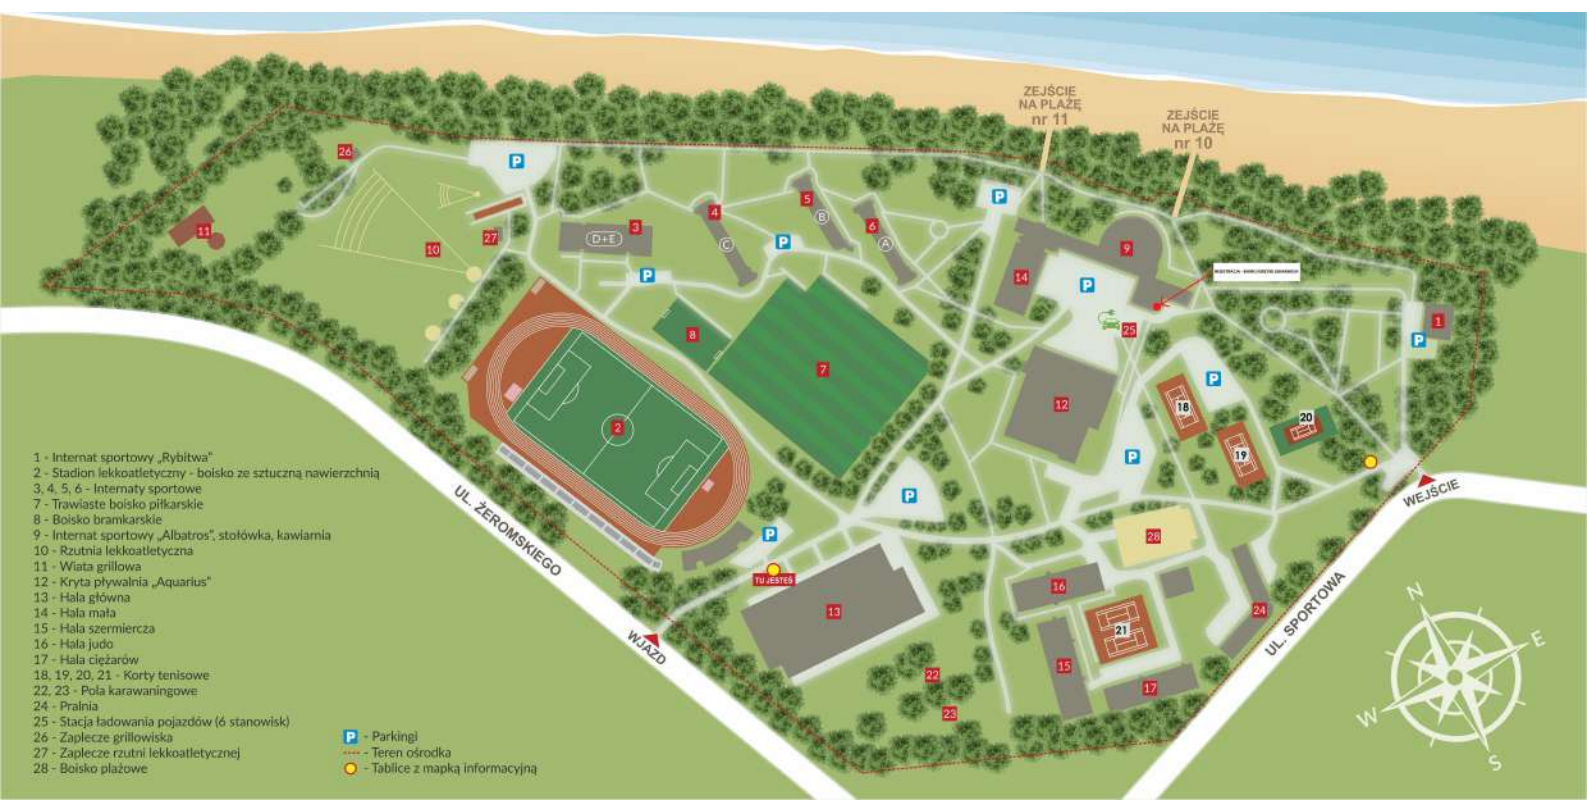 ZEJŚCIE
NA PLAŻĘ
nr 11
ZEJŚCIE
NA PLAŻĘ
nr 10
26
P
P
11
10
27
3
D+E
4
C
5
B
6
A
P
P
14
9
P
25
1
P
8
7
2
12
18
P
20
19
P
P
P
TU JESTEŚ
13
28
16
21
24
15
17
22
23
WEJŚCIE
WJAZD
UL. ŻEROMSKIEGO
UL. SPORTOWA
N
E
W
S
1 - Internat sportowy „Rybitwa”
2 - Stadion lekkoatletyczny - boisko ze sztuczną nawierzchnią
3, 4, 5, 6 - Internaty sportowe
7 - Trawiaste boisko piłkarskie
8 - Boisko bramkarskie
9 - Internat sportowy „Albatros”, stołówka, kawiarnia
10 - Rzutnia lekkoatletyczna
11 - Wiata grillowa
12 - Kryta pływalnia „Aquarius”
13 - Hala główna
14 - Hala mała
15 - Hala szermiercza
16 - Hala judo
17 - Hala ciężarów
18, 19, 20, 21 - Korty tenisowe
22, 23 - Pola karawaningowe
24 - Pralnia
25 - Stacja ładowania pojazdów (6 stanowisk)
26 - Zaplecze grillowiska
27 - Zaplecze rzutni lekkoatletycznej
28 - Boisko plażowe
P - Parkingi
- Teren ośrodka
- Tablice z mapką informacyjną